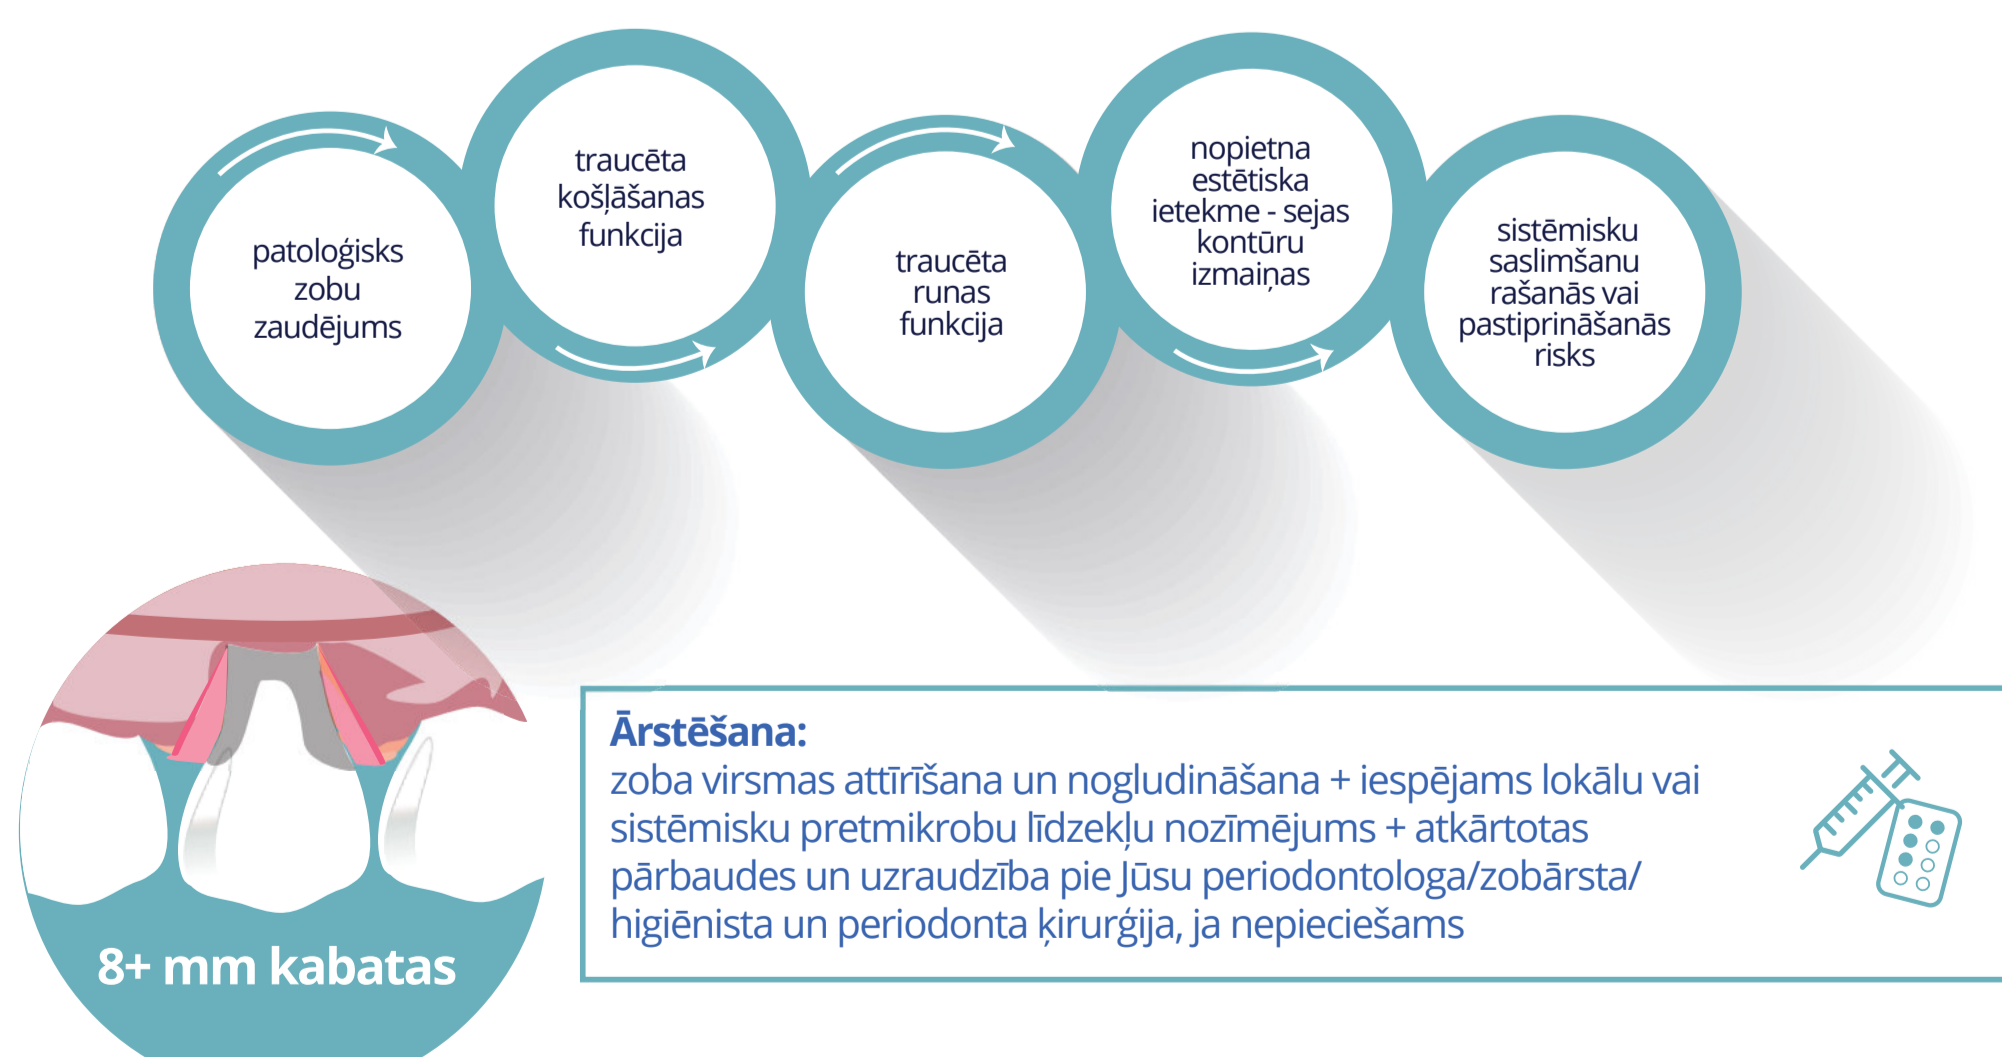 patoloģisks
zobu
zaudējums
traucēta
košļāšanas
funkcija
traucēta
runas
funkcija
nopietna
estētiska
ietekme - sejas
kontūru
izmaiņas
sistēmisku
saslimšanu
rašanās vai
pastiprināšanās
risks
8+ mm kabatas
Ārstēšana:
zoba virsmas attīrīšana un nogludināšana + iespējams lokālu vai
sistēmisku pretmikrobu līdzekļu nozīmējums + atkārtotas
pārbaudes un uzraudzība pie Jūsu periodontologa/zobārsta/
higiēnista un periodonta ķirurģija, ja nepieciešams